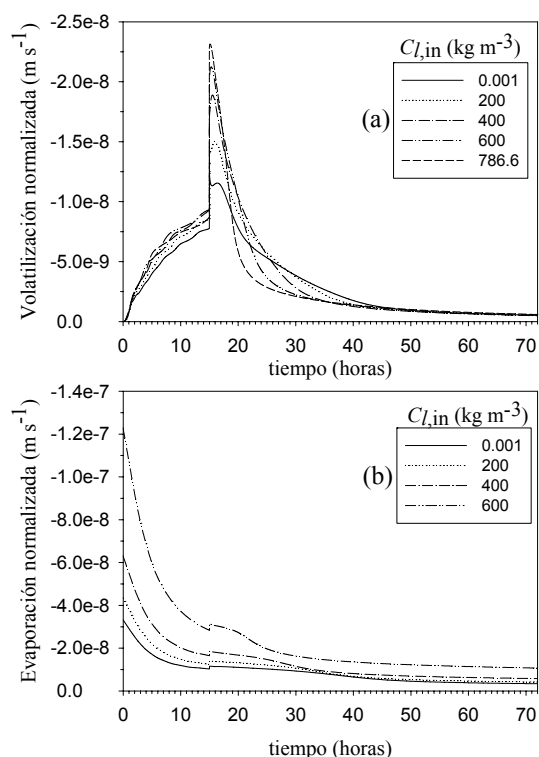 Volatilización normalizada (m s-1)
-2.5e-8
-2.0e-8
-1.5e-8
-1.0e-8
-5.0e-9
0.0
0 10 20 30 40 50 60 70
tiempo (horas)
(a)
Cl,in (kg m-3)
0.001
200
400
600
786.6
Evaporación normalizada (m s-1)
-1.4e-7
-1.2e-7
-1.0e-7
-8.0e-8
-6.0e-8
-4.0e-8
-2.0e-8
0.0
0 10 20 30 40 50 60 70
tiempo (horas)
(b)
Cl,in (kg m-3)
0.001
200
400
600